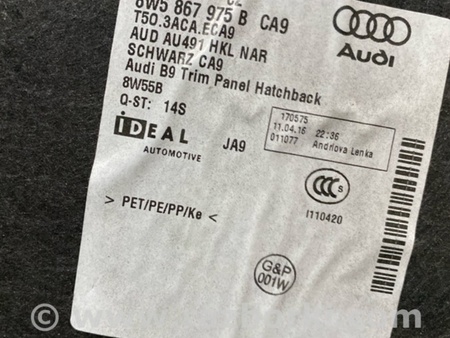 8W5 867 975 B CA9
T50.3ACA.ECA9
AUD AU491 HKL NAR
SCHWARZ CA9
Audi B9 Trim Panel Hatchback
8W55B
Q-ST: 14S
Audi
iDEAL
AUTOMOTIVE
JA9
170575
11.04.16 22:36
011077 Andrlova Lenka
CCC S
I110420
> PET/PE/PP/Ke <
G&P
001W